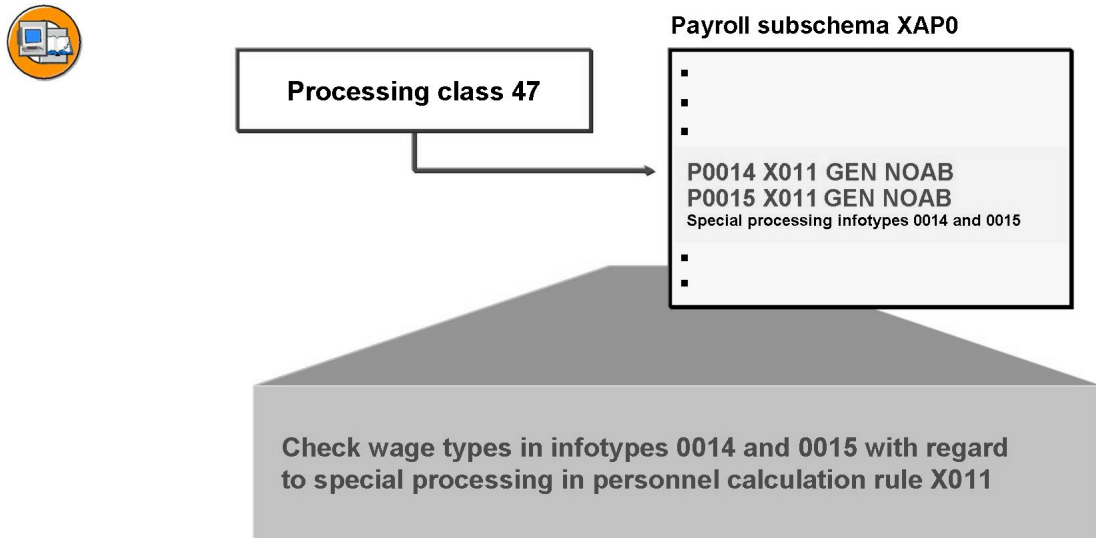 Payroll subschema XAP0
Processing class 47
P0014 X011 GEN NOAB
P0015 X011 GEN NOAB
Special processing infotypes 0014 and 0015
Check wage types in infotypes 0014 and 0015 with regard
to special processing in personnel calculation rule X011